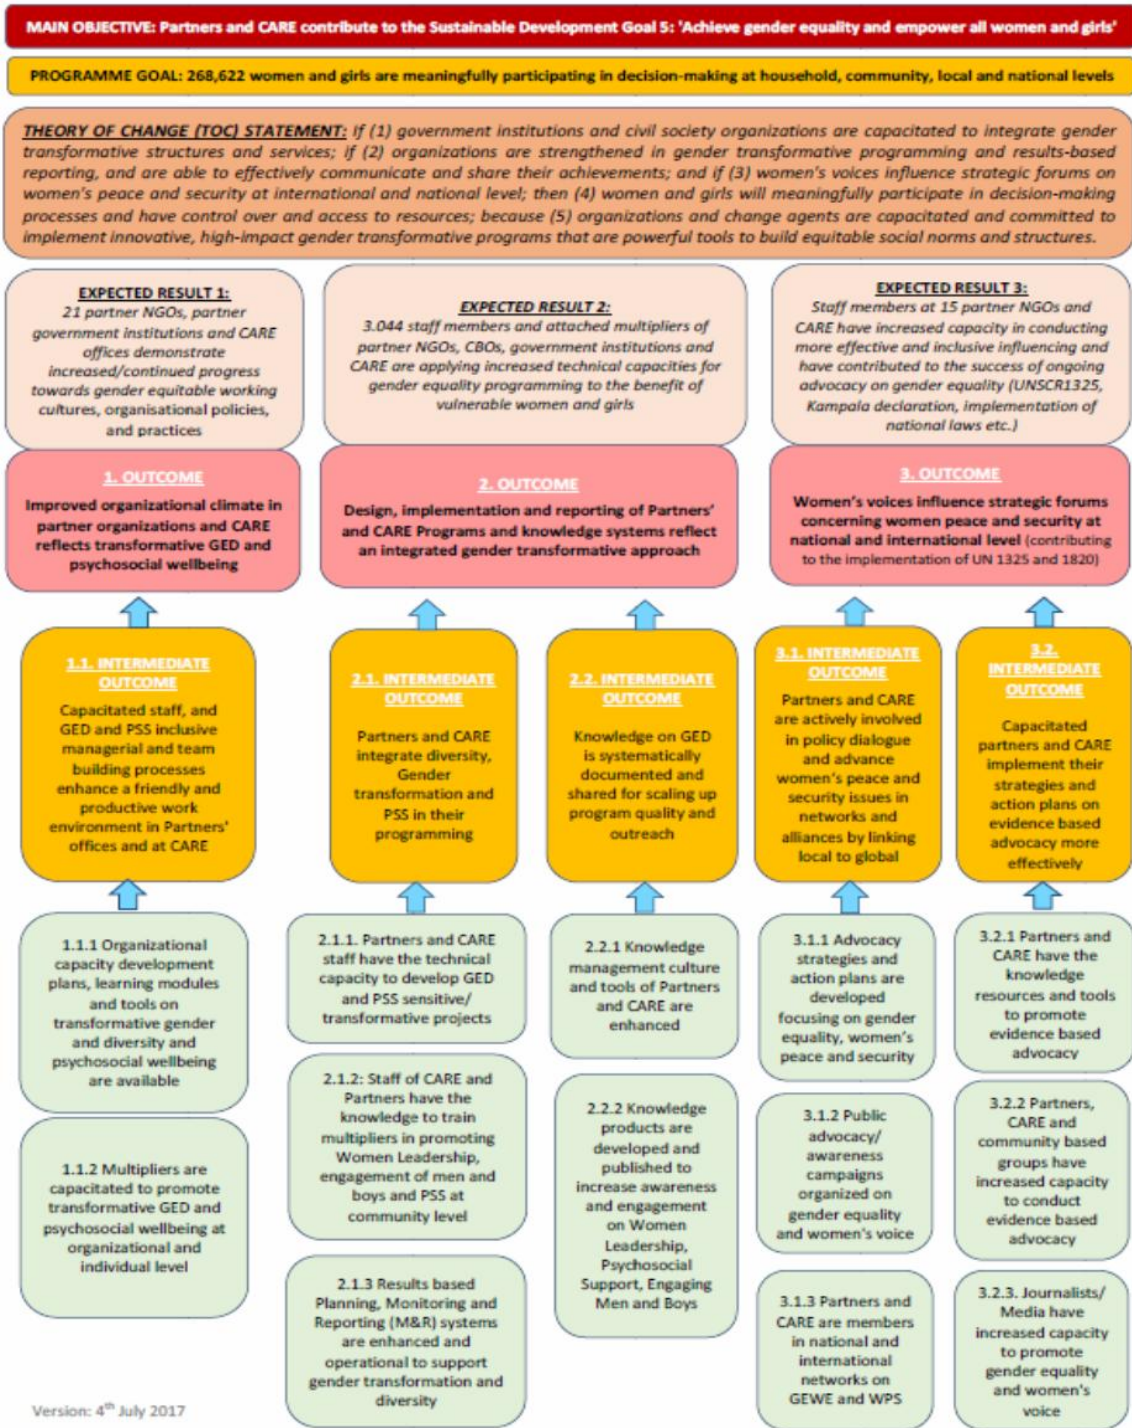 MAIN OBJECTIVE: Partners and CARE contribute to the Sustainable Development Goal 5: 'Achieve gender equality and empower all women and girls'
PROGRAMME GOAL: 268,622 women and girls are meaningfully participating in decision-making at household, community, local and national levels
THEORY OF CHANGE (TOC) STATEMENT: If (1) government institutions and civil society organizations are capacitated to integrate gender
transformative structures and services; if (2) organizations are strengthened in gender transformative programming and results-based
reporting, and are able to effectively communicate and share their achievements; and if (3) women's voices influence strategic forums on
women's peace and security at international and national level; then (4) women and girls will meaningfully participate in decision-making
processes and have control over and access to resources; because (5) organizations and change agents are capacitated and committed to
implement innovative, high-impact gender transformative programs that are powerful tools to build equitable social norms and structures.
EXPECTED RESULT 1:
21 partner NGOs, partner
government institutions and CARE
offices demonstrate
increased/continued progress
towards gender equitable working
cultures, organisational policies,
and practices
EXPECTED RESULT 2:
3.044 staff members and attached multipliers of
partner NGOs, CBOs, government institutions and
CARE are applying increased technical capacities for
gender equality programming to the benefit of
vulnerable women and girls
EXPECTED RESULT 3:
Staff members at 15 partner NGOs and
CARE have increased capacity in conducting
more effective and inclusive influencing and
have contributed to the success of ongoing
advocacy on gender equality (UNSCR1325,
Kampala declaration, implementation of
national laws etc.)
1. OUTCOME
Improved organizational climate in
partner organizations and CARE
reflects transformative GED and
psychosocial wellbeing
2. OUTCOME
Design, implementation and reporting of Partners'
and CARE Programs and knowledge systems reflect
an integrated gender transformative approach
3. OUTCOME
Women's voices influence strategic forums
concerning women peace and security at
national and international level (contributing
to the implementation of UN 1325 and 1820)
1.1. INTERMEDIATE
OUTCOME
Capacitated staff, and
GED and PSS inclusive
managerial and team
building processes
enhance a friendly and
productive work
environment in Partners'
offices and at CARE
2.1. INTERMEDIATE
OUTCOME
Partners and CARE
integrate diversity,
Gender
transformation and
PSS in their
programming
2.2. INTERMEDIATE
OUTCOME
Knowledge on GED
is systematically
documented and
shared for scaling up
program quality and
outreach
3.1. INTERMEDIATE
OUTCOME
Partners and CARE
are actively involved
in policy dialogue
and advance
women's peace and
security issues in
networks and
alliances by linking
local to global
3.2.
INTERMEDIATE
OUTCOME
Capacitated
partners and CARE
implement their
strategies and
action plans on
evidence based
advocacy more
effectively
1.1.1 Organizational
capacity development
plans, learning modules
and tools on
transformative gender
and diversity and
psychosocial wellbeing
are available
1.1.2 Multipliers are
capacitated to promote
transformative GED and
psychosocial wellbeing at
organizational and
individual level
2.1.1. Partners and CARE
staff have the technical
capacity to develop GED
and PSS sensitive/
transformative projects
2.1.2: Staff of CARE and
Partners have the
knowledge to train
multipliers in promoting
Women Leadership,
engagement of men and
boys and PSS at
community level
2.1.3 Results based
Planning, Monitoring and
Reporting (M&R) systems
are enhanced and
operational to support
gender transformation and
diversity
2.2.1 Knowledge
management culture
and tools of Partners
and CARE are
enhanced
2.2.2 Knowledge
products are
developed and
published to
increase awareness
and engagement
on Women
Leadership,
Psychosocial
Support, Engaging
Men and Boys
3.1.1 Advocacy
strategies and
action plans are
developed
focusing on gender
equality, women's
peace and security
3.1.2 Public
advocacy/
awareness
campaigns
organized on
gender equality
and women's voice
3.1.3 Partners and
CARE are members
in national and
international
networks on
GEWE and WPS
3.2.1 Partners and
CARE have the
knowledge
resources and tools
to promote
evidence based
advocacy
3.2.2 Partners,
CARE and
community based
groups have
increased capacity
to conduct
evidence based
advocacy
3.2.3. Journalists/
Media have
increased capacity
to promote
gender equality
and women's
voice
Version: 4th July 2017